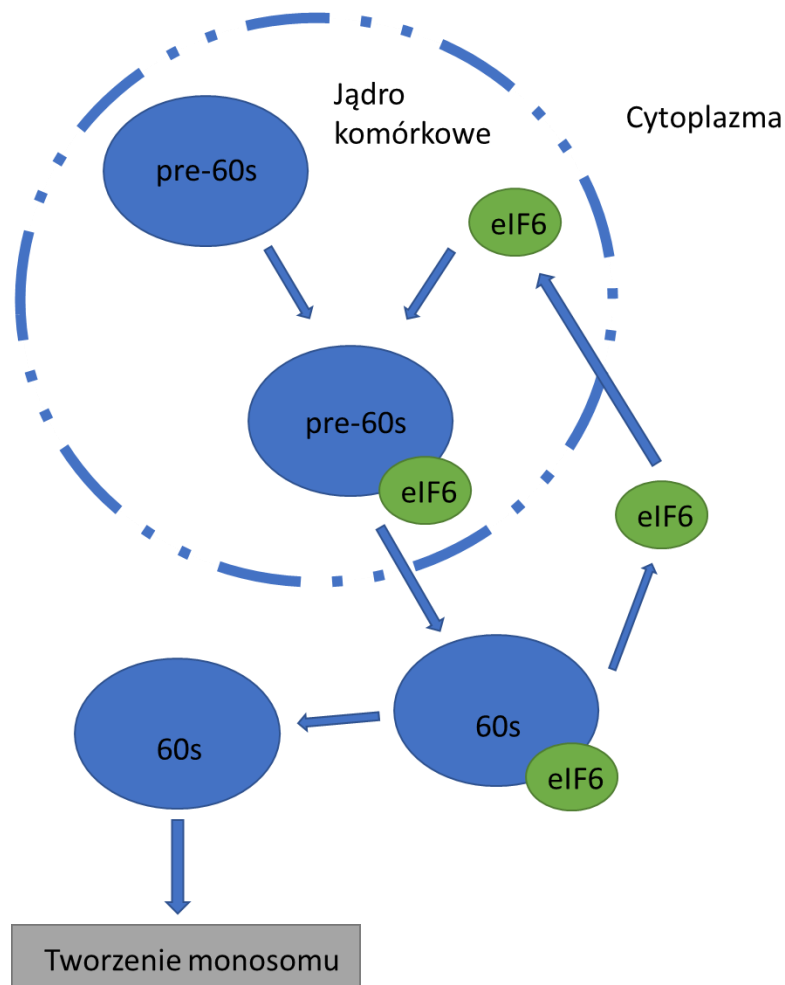 Jądro
komórkowe
Cytoplazma
pre-60s
eIF6
pre-60s
eIF6
eIF6
60s
60s
eIF6
Tworzenie monosomu